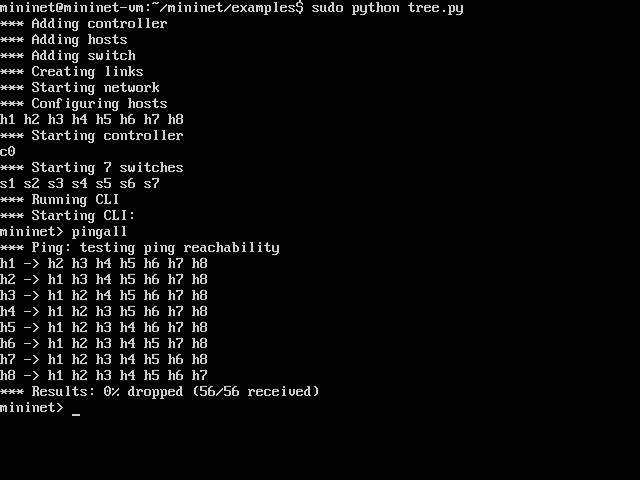 mininet@mininet-vm:~/mininet/examples$ sudo python tree.py
*** Adding controller
*** Adding hosts
*** Adding switch
*** Creating links
*** Starting network
*** Configuring hosts
h1 h2 h3 h4 h5 h6 h7 h8
*** Starting controller
c0
*** Starting 7 switches
s1 s2 s3 s4 s5 s6 s7
*** Running CLI
*** Starting CLI:
mininet> pingall
*** Ping: testing ping reachability
h1 -> h2 h3 h4 h5 h6 h7 h8
h2 -> h1 h3 h4 h5 h6 h7 h8
h3 -> h1 h2 h4 h5 h6 h7 h8
h4 -> h1 h2 h3 h5 h6 h7 h8
h5 -> h1 h2 h3 h4 h6 h7 h8
h6 -> h1 h2 h3 h4 h5 h7 h8
h7 -> h1 h2 h3 h4 h5 h6 h8
h8 -> h1 h2 h3 h4 h5 h6 h7
*** Results: 0% dropped (56/56 received)
mininet> _